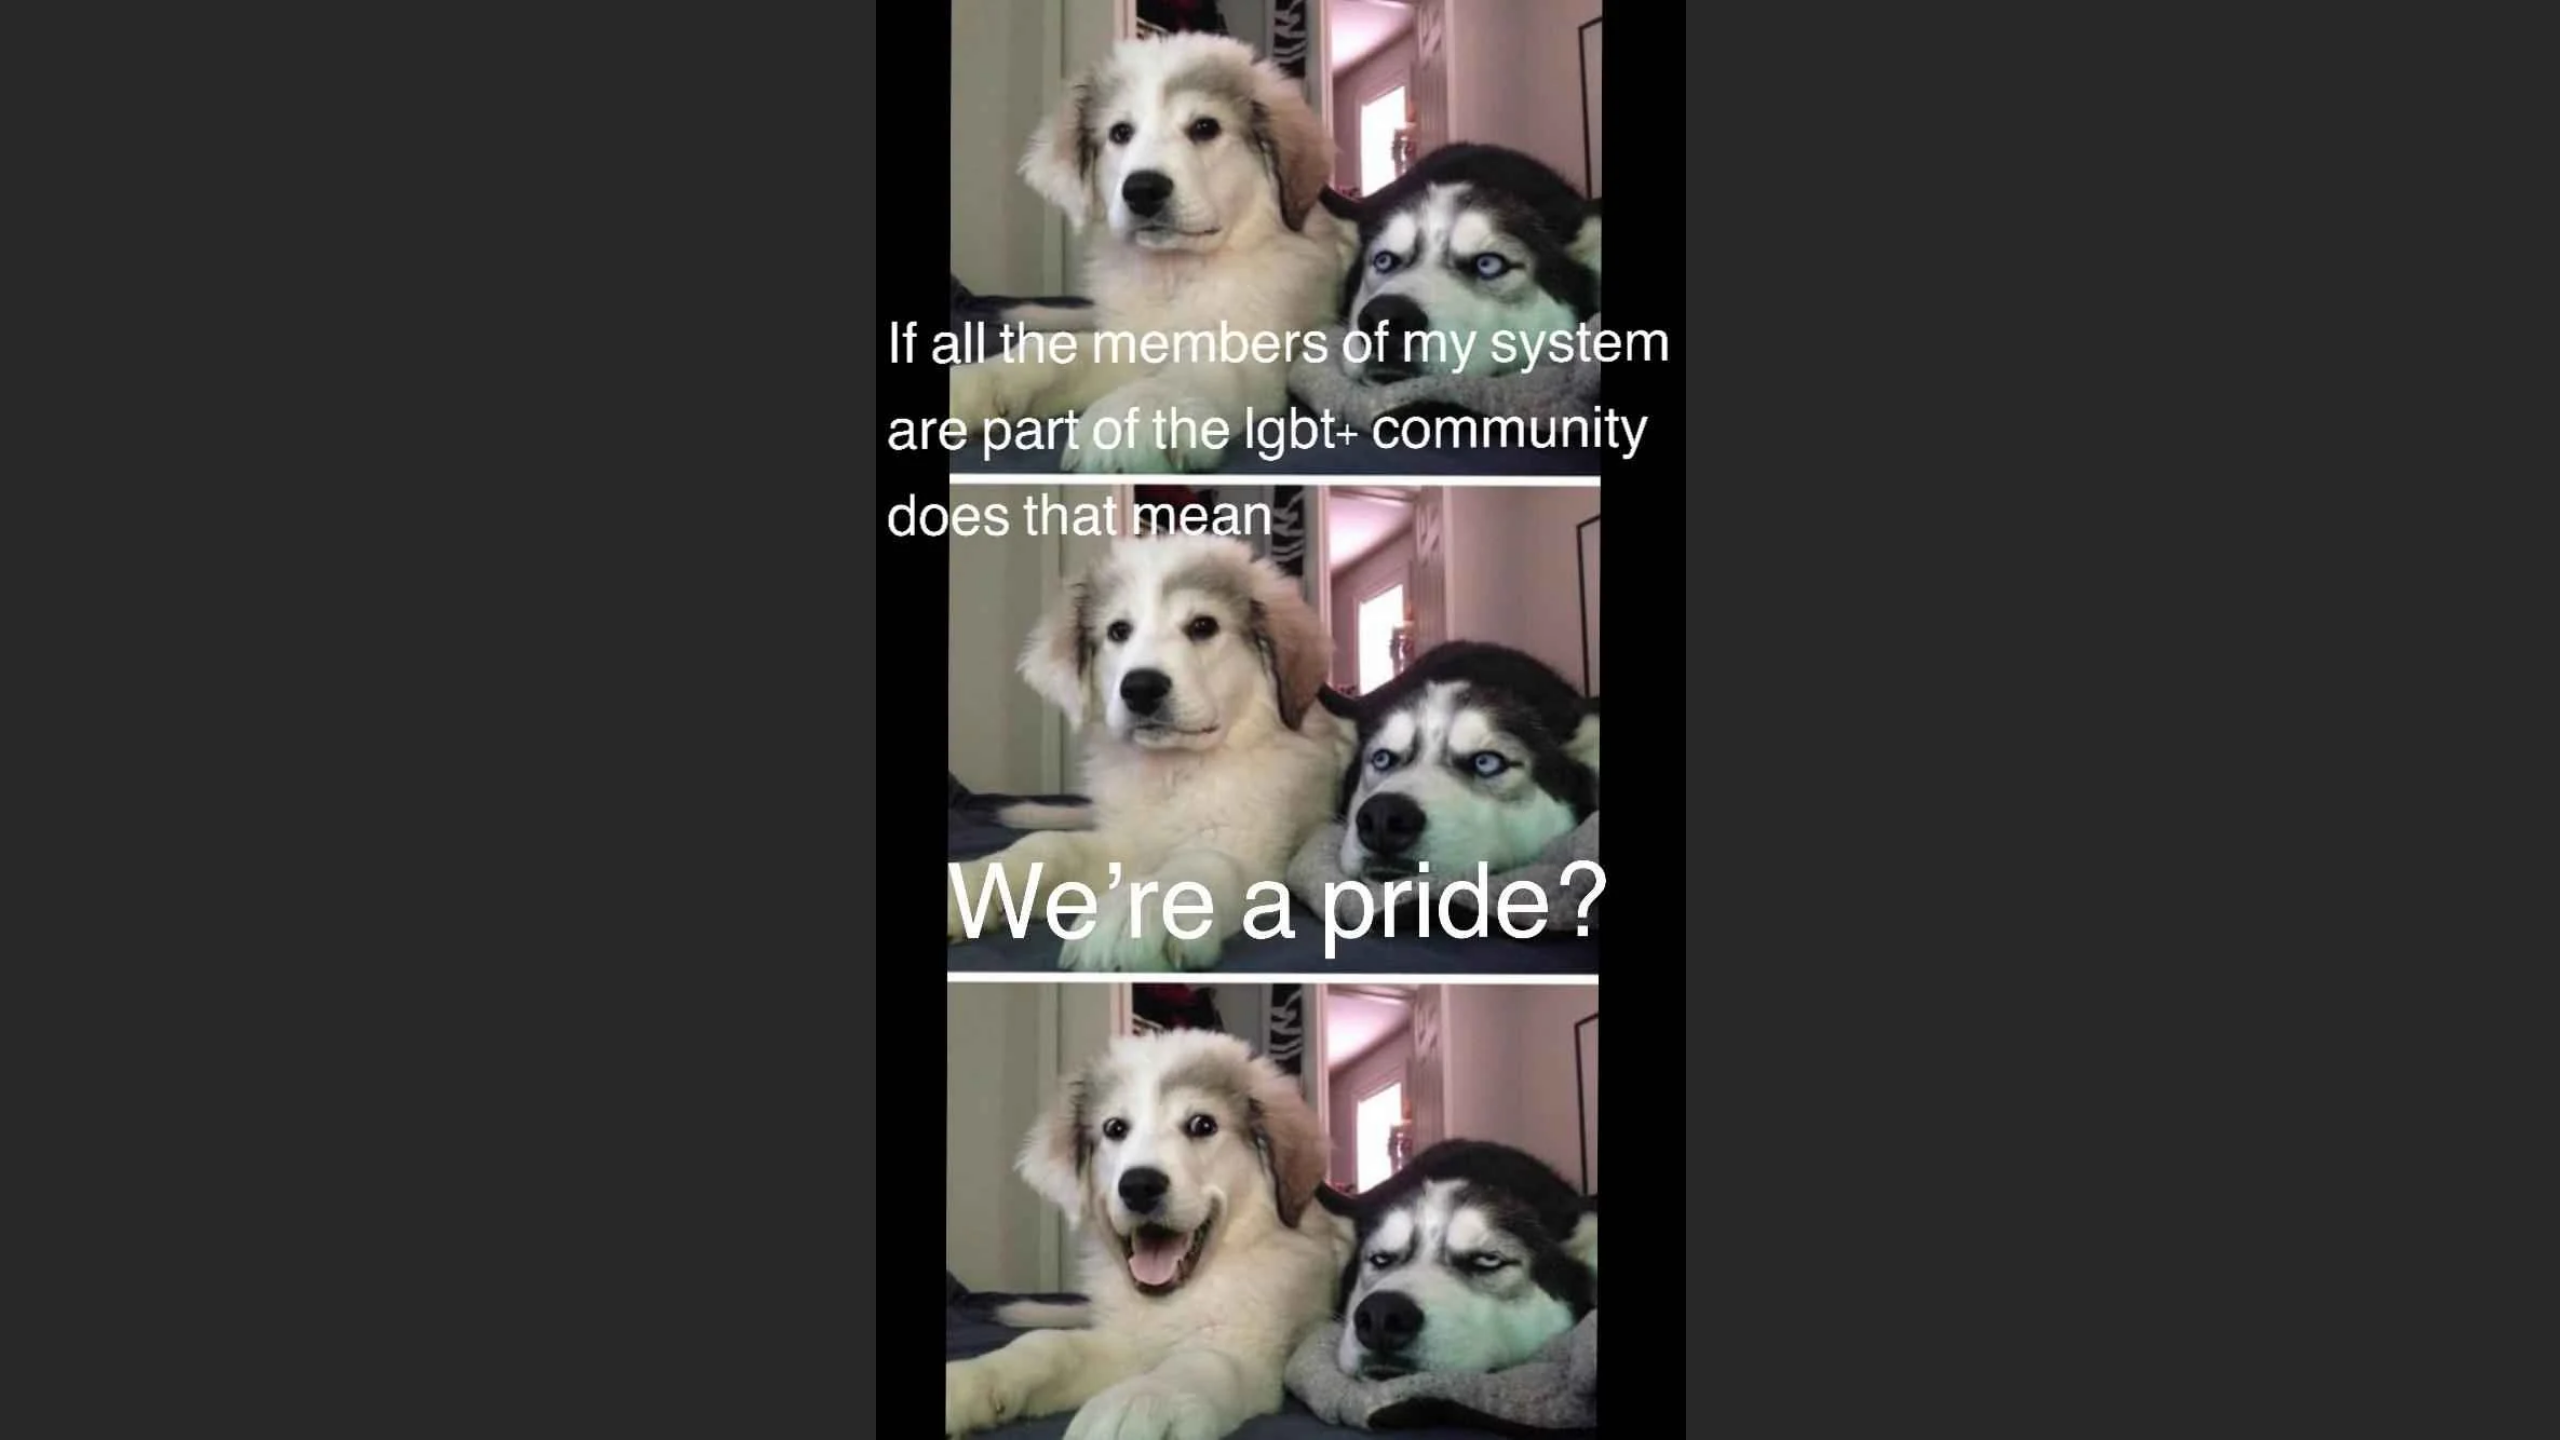 If all the members of my system
are part of the lgbt+ community
does that mean
We’re a pride?